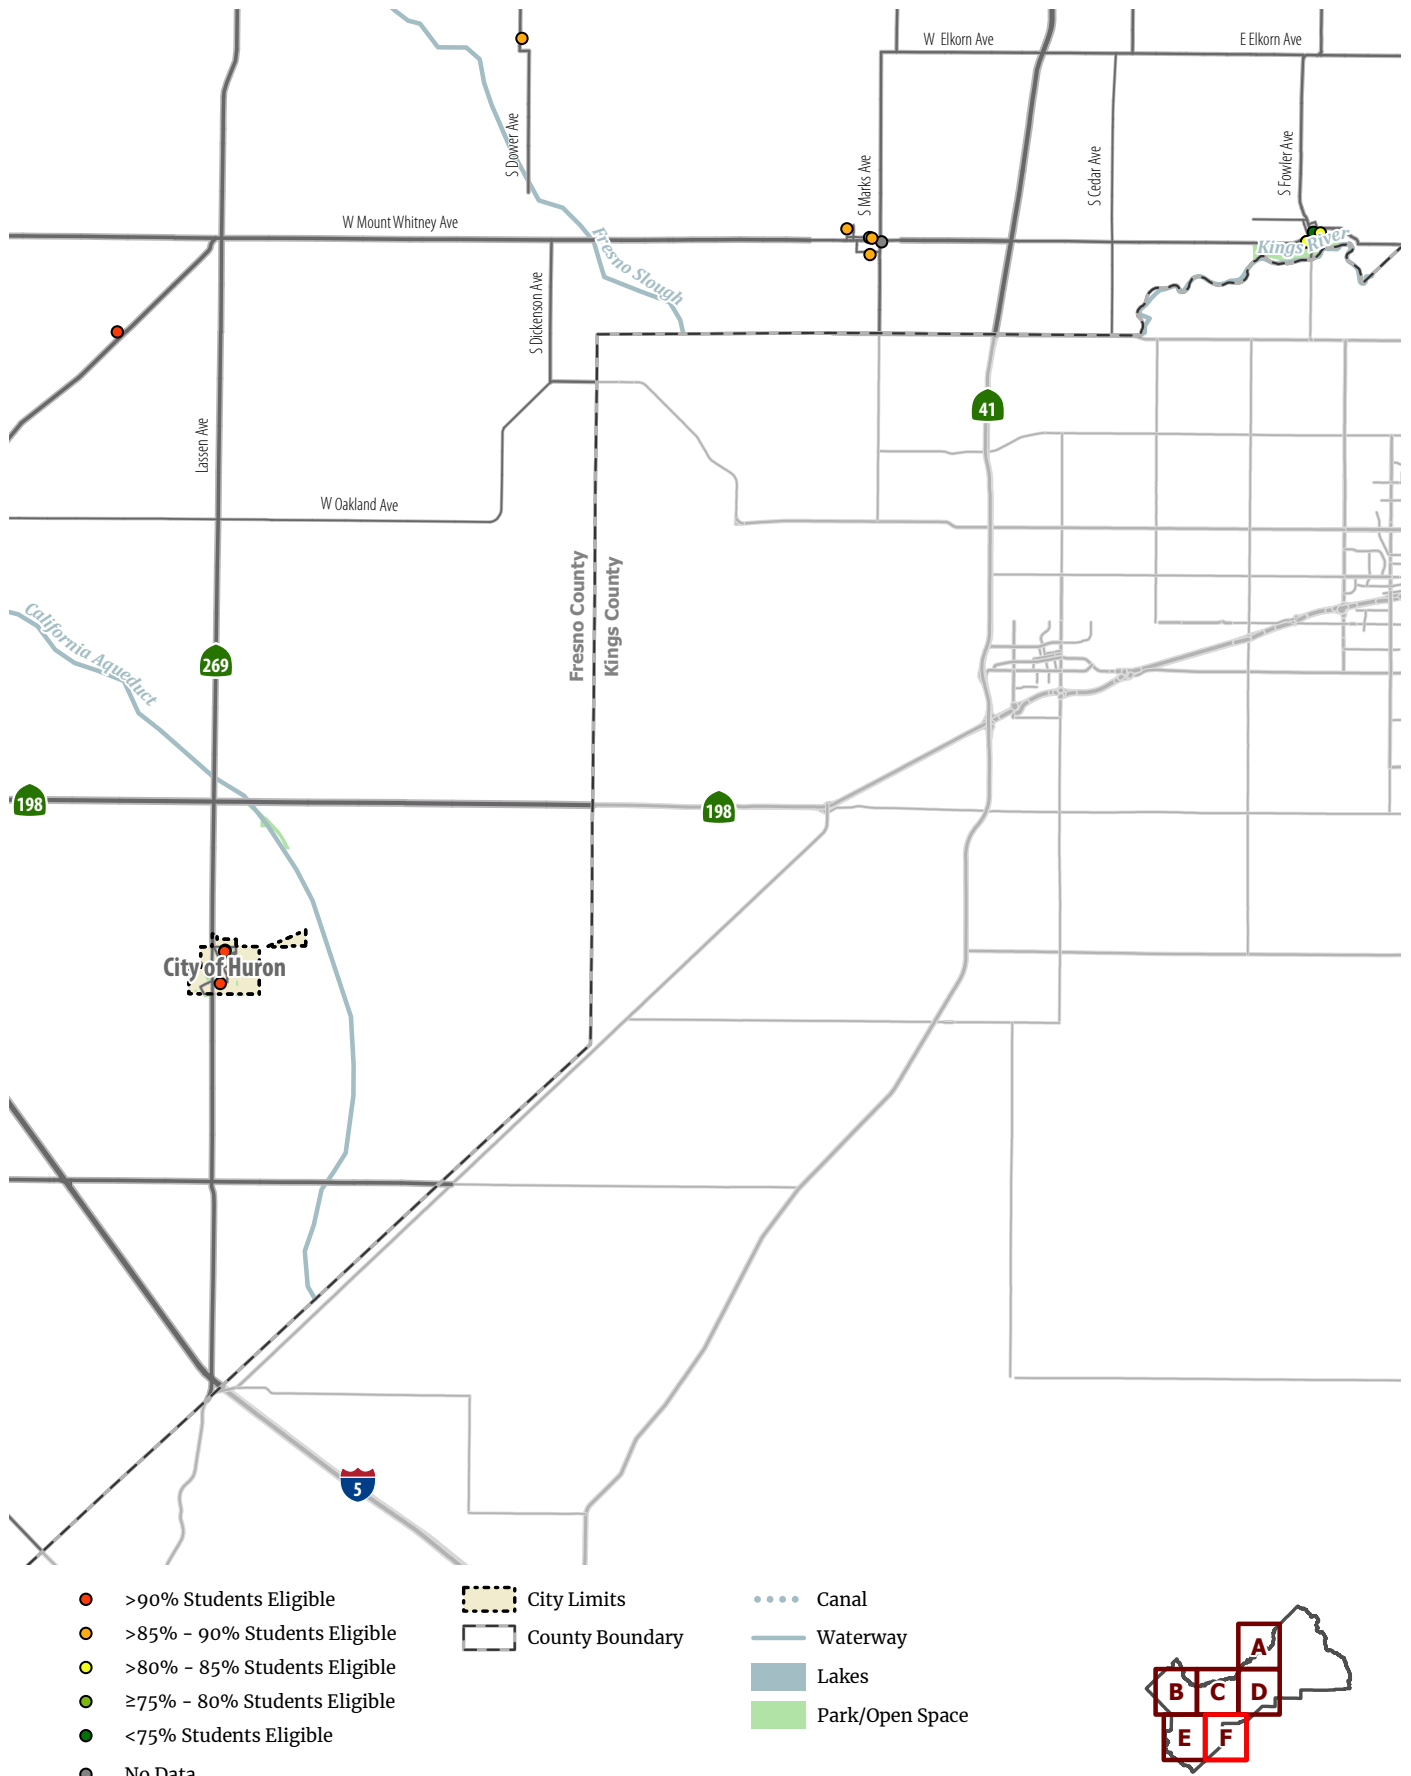 W Elkorn Ave
E Elkorn Ave
S Dower Ave
S Marks Ave
S Cedar Ave
S Fowler Ave
W Mount Whitney Ave
Fresno Slough
Kings River
S Dickenson Ave
41
Lassen Ave
W Oakland Ave
Fresno County
Kings County
California Aqueduct
269
198
198
City of Huron
5
>90% Students Eligible
>85% - 90% Students Eligible
>80% - 85% Students Eligible
≥75% - 80% Students Eligible
<75% Students Eligible
No Data
City Limits
County Boundary
Canal
Waterway
Lakes
Park/Open Space
A
B
C
D
E
F